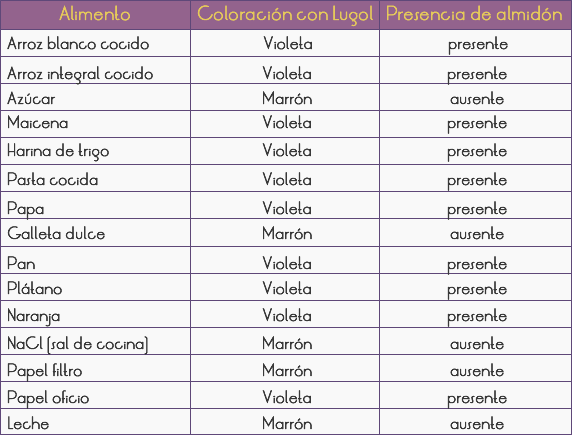 Alimento Coloración con Lugol Presencia de almidón
Arroz blanco cocido Violeta presente
Arroz integral cocido Violeta presente
Azúcar Marrón ausente
Maicena Violeta presente
Harina de trigo Violeta presente
Pasta cocida Violeta presente
Papa Violeta presente
Galleta dulce Marrón ausente
Pan Violeta presente
Plátano Violeta presente
Naranja Violeta presente
NaCl (sal de cocina) Marrón ausente
Papel filtro Marrón ausente
Papel oficio Violeta presente
Leche Marrón ausente